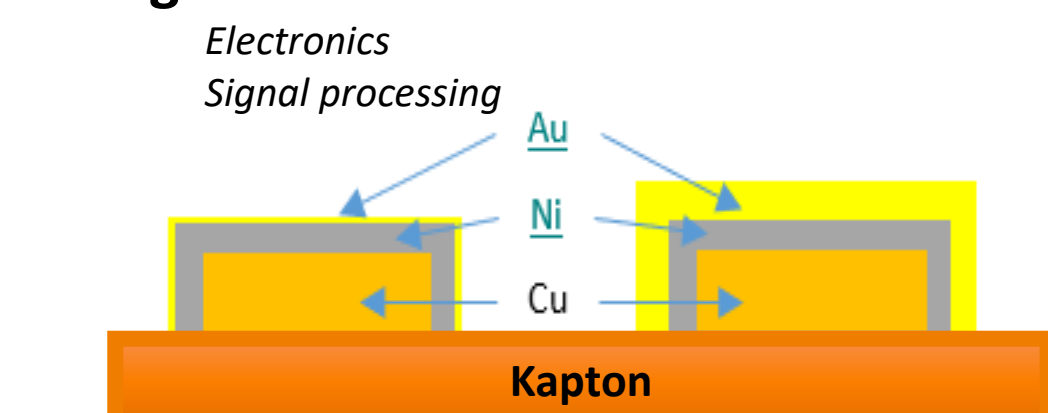 Electronics
Signal processing
Au
Ni
Cu
Kapton